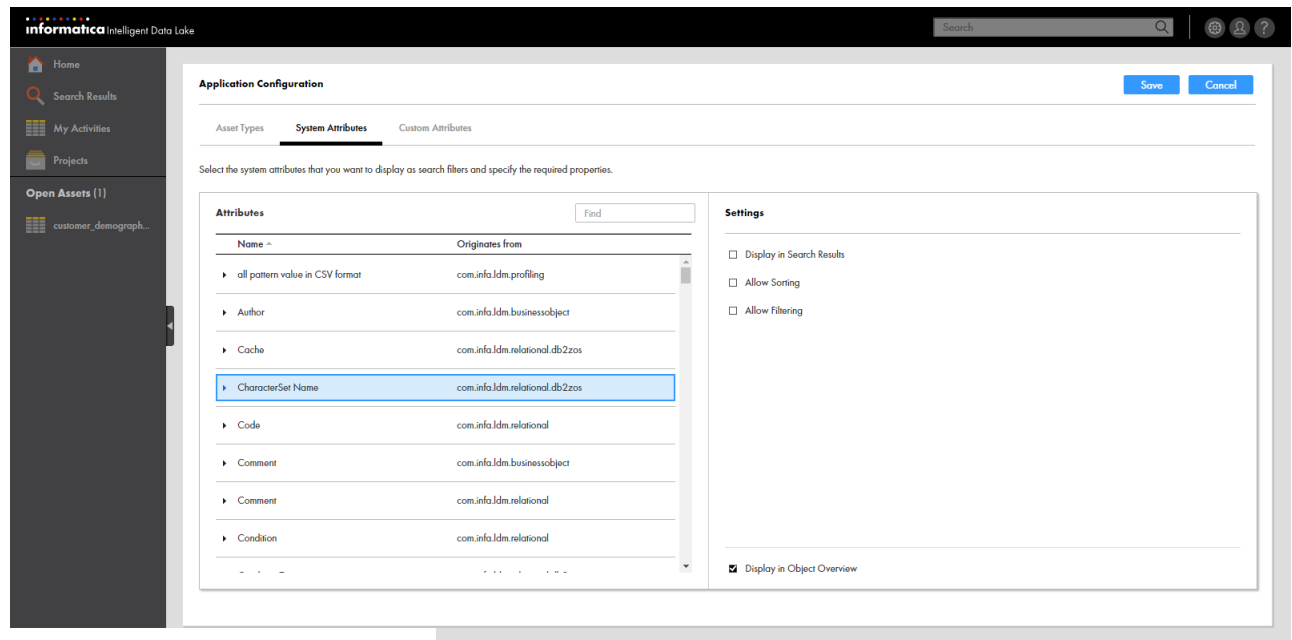 informatica Intelligent Data Lake
Search
Home
Search Results
My Activities
Projects
Open Assets (1)
customer_demograph...
Application Configuration
Save
Cancel
Asset Types
System Attributes
Custom Attributes
Select the system attributes that you want to display as search filters and specify the required properties.
Attributes
Find
Name
Originates from
all pattern value in CSV format
com.infa.ldm.profiling
Author
com.infa.ldm.businessobject
Cache
com.infa.ldm.relational.db2zos
CharacterSet Name
com.infa.ldm.relational.db2zos
Code
com.infa.ldm.relational
Comment
com.infa.ldm.businessobject
Comment
com.infa.ldm.relational
Condition
com.infa.ldm.relational
Settings
Display in Search Results
Allow Sorting
Allow Filtering
Display in Object Overview